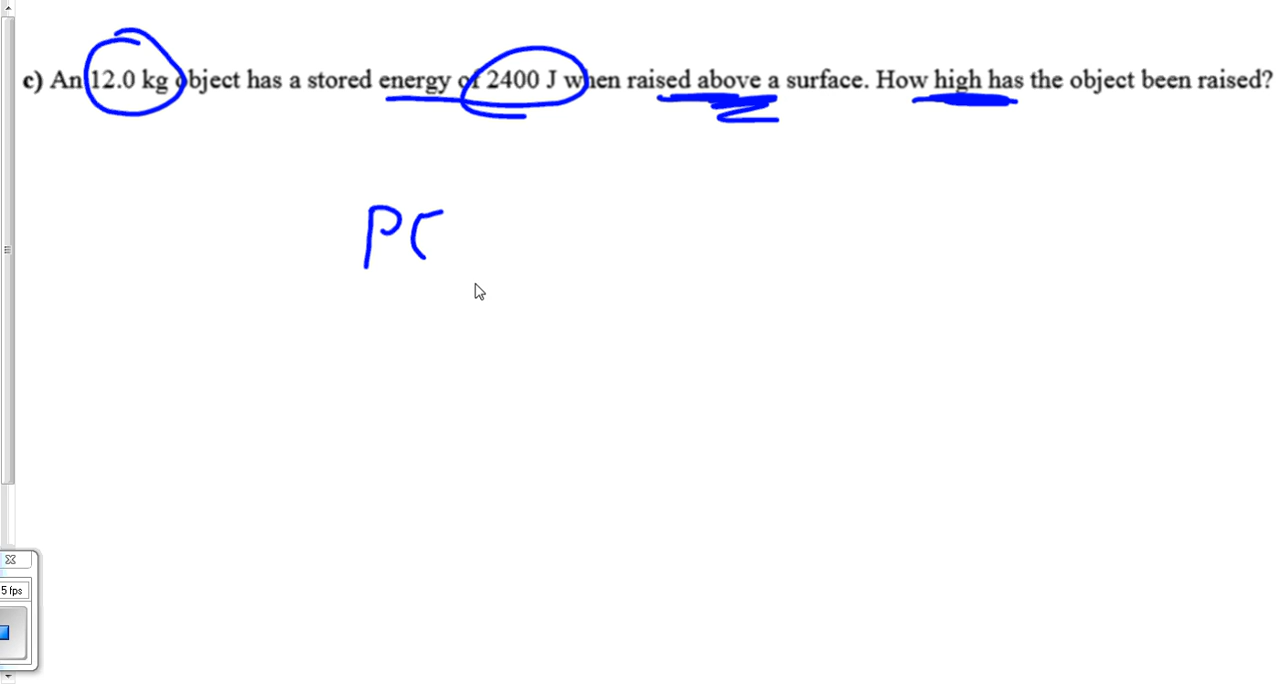 c) An 12.0 kg object has a stored energy of 2400 J when raised above a surface. How high has the object been raised?
5 fps